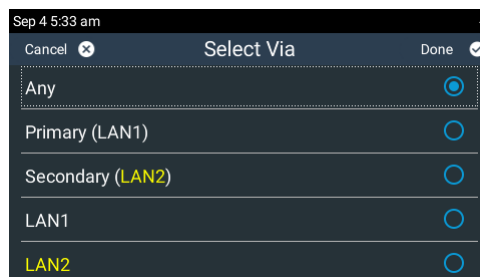 Sep 4 5:33 am
Cancel Select Via Done
Any
Primary (LAN1)
Secondary (LAN2)
LAN1
LAN2